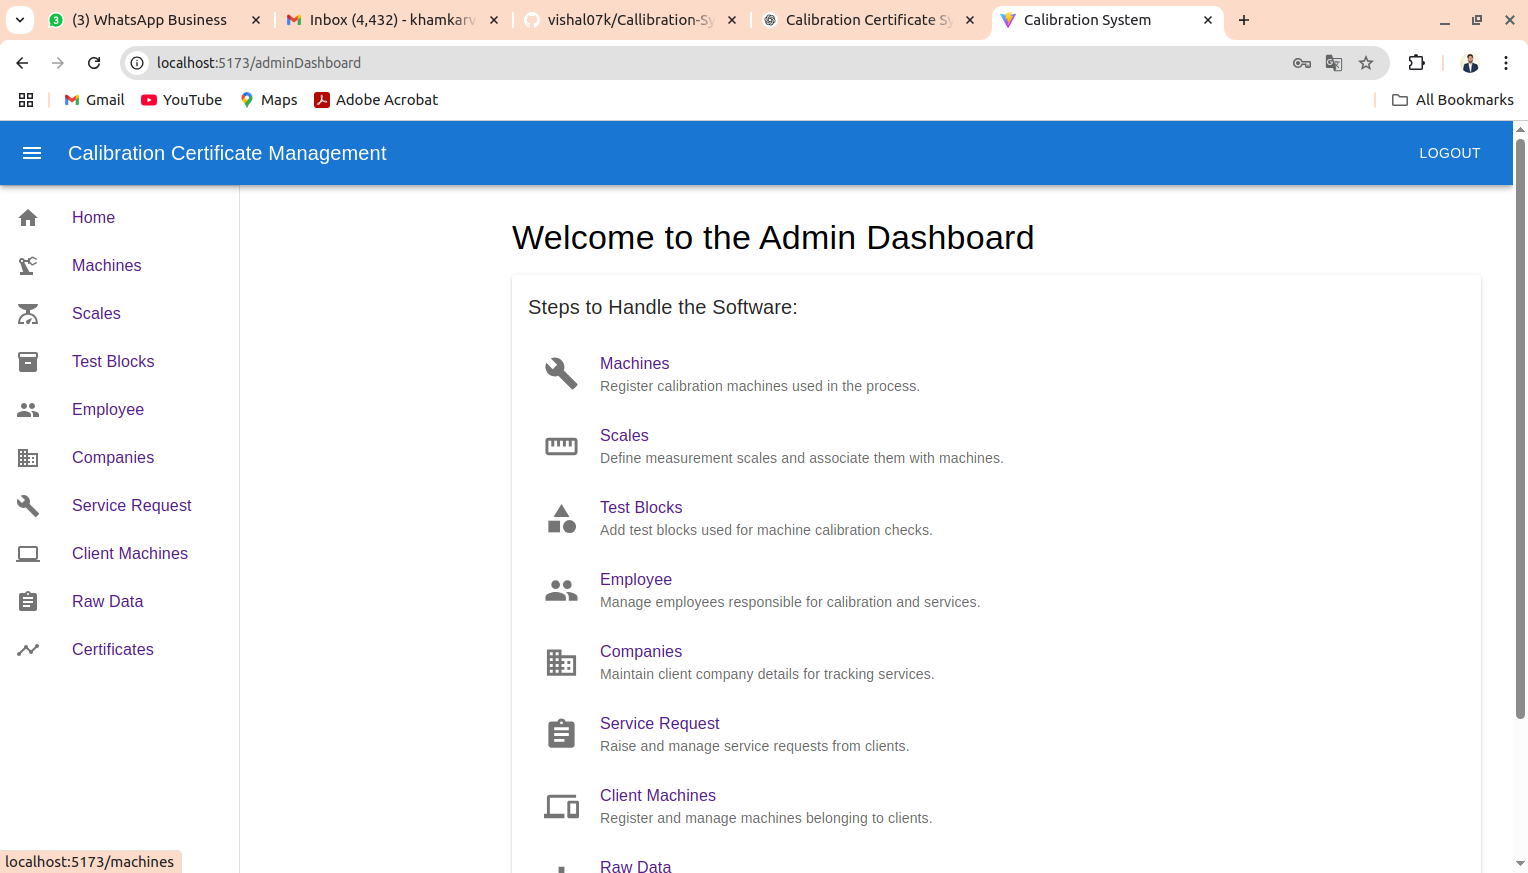 3 (3) WhatsApp Business
Inbox (4,432) - khamkarv
vishal07k/Callibration-Sy
Calibration Certificate Sy
Calibration System
localhost:5173/adminDashboard
Gmail
YouTube
Maps
Adobe Acrobat
All Bookmarks
Calibration Certificate Management
LOGOUT
Home
Machines
Scales
Test Blocks
Employee
Companies
Service Request
Client Machines
Raw Data
Certificates
Welcome to the Admin Dashboard
Steps to Handle the Software:
Machines
Register calibration machines used in the process.
Scales
Define measurement scales and associate them with machines.
Test Blocks
Add test blocks used for machine calibration checks.
Employee
Manage employees responsible for calibration and services.
Companies
Maintain client company details for tracking services.
Service Request
Raise and manage service requests from clients.
Client Machines
Register and manage machines belonging to clients.
Raw Data
localhost:5173/machines